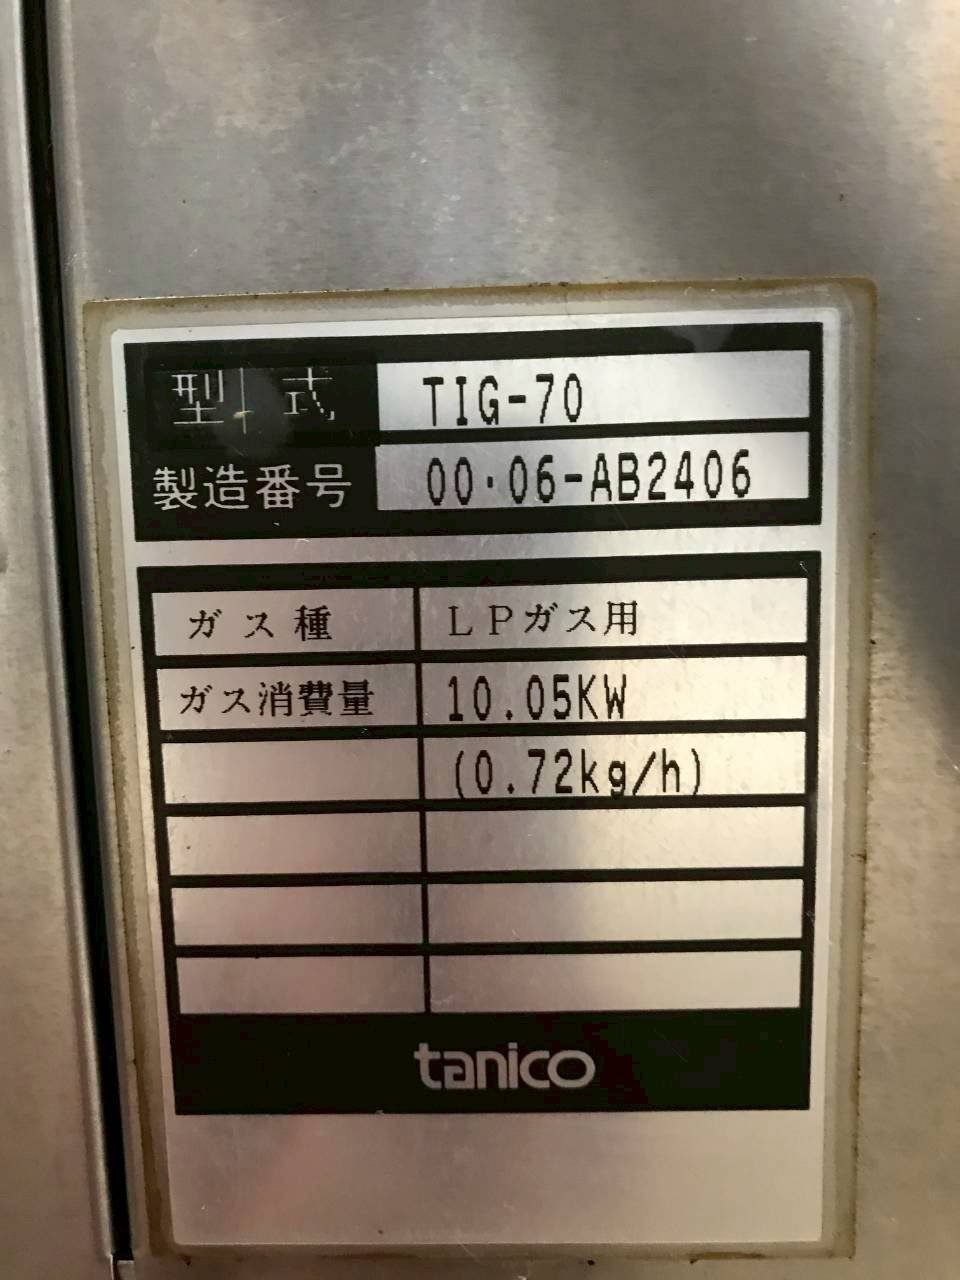 型式 TIG-70
製造番号 00・06-AB2406
ガス種 LPガス用
ガス消費量 10.05KW
(0.72kg/h)
tanico